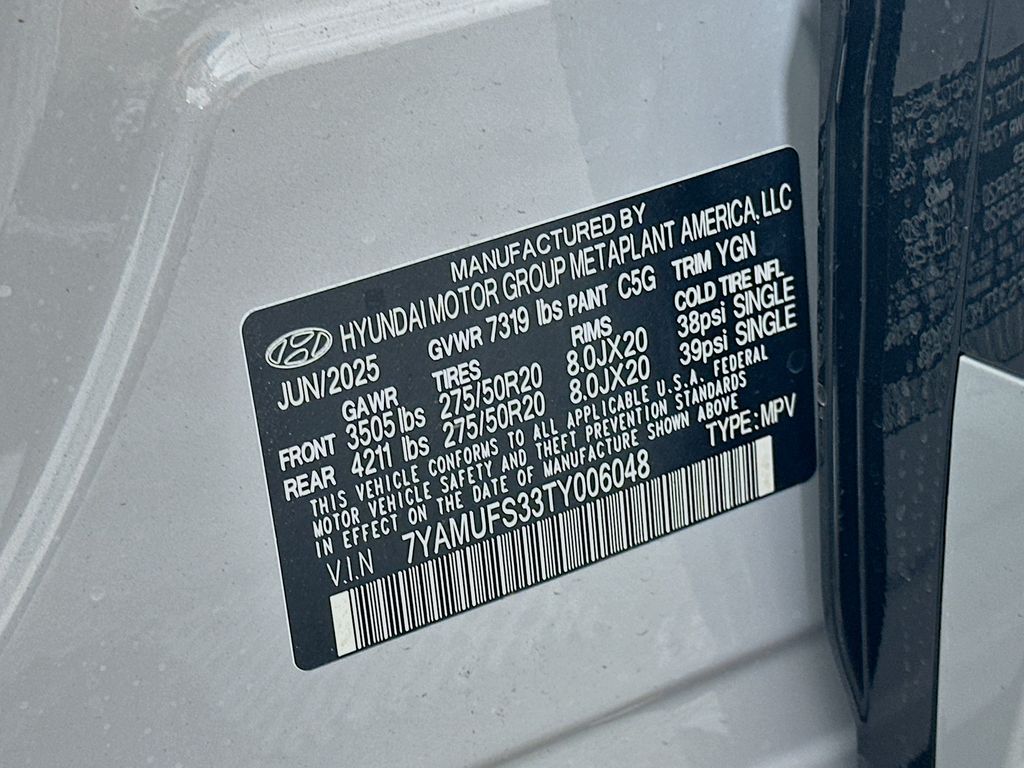 MANUFACTURED BY
HYUNDAI MOTOR GROUP METAPLANT AMERICA, LLC
JUN/2025 GVWR 7319 lbs PAINT C5G TRIM YGN
GAWR TIRES RIMS COLD TIRE INFL
FRONT 3505 lbs 275/50R20 8.0JX20 38psi SINGLE
REAR 4211 lbs 275/50R20 8.0JX20 39psi SINGLE
THIS VEHICLE CONFORMS TO ALL APPLICABLE U.S.A. FEDERAL
MOTOR VEHICLE SAFETY AND THEFT PREVENTION STANDARDS
IN EFFECT ON THE DATE OF MANUFACTURE SHOWN ABOVE
V.I.N 7YAMUFS33TY006048 TYPE: MPV